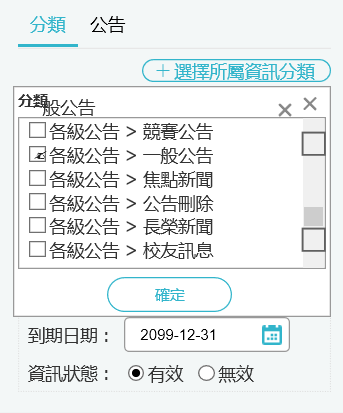 分類 公告
＋選擇所屬資訊分類
分類
一般公告
各級公告 > 競賽公告
各級公告 > 一般公告
各級公告 > 焦點新聞
各級公告 > 公告刪除
各級公告 > 長榮新聞
各級公告 > 校友訊息
確定
到期日期： 2099-12-31
資訊狀態： 有效 無效